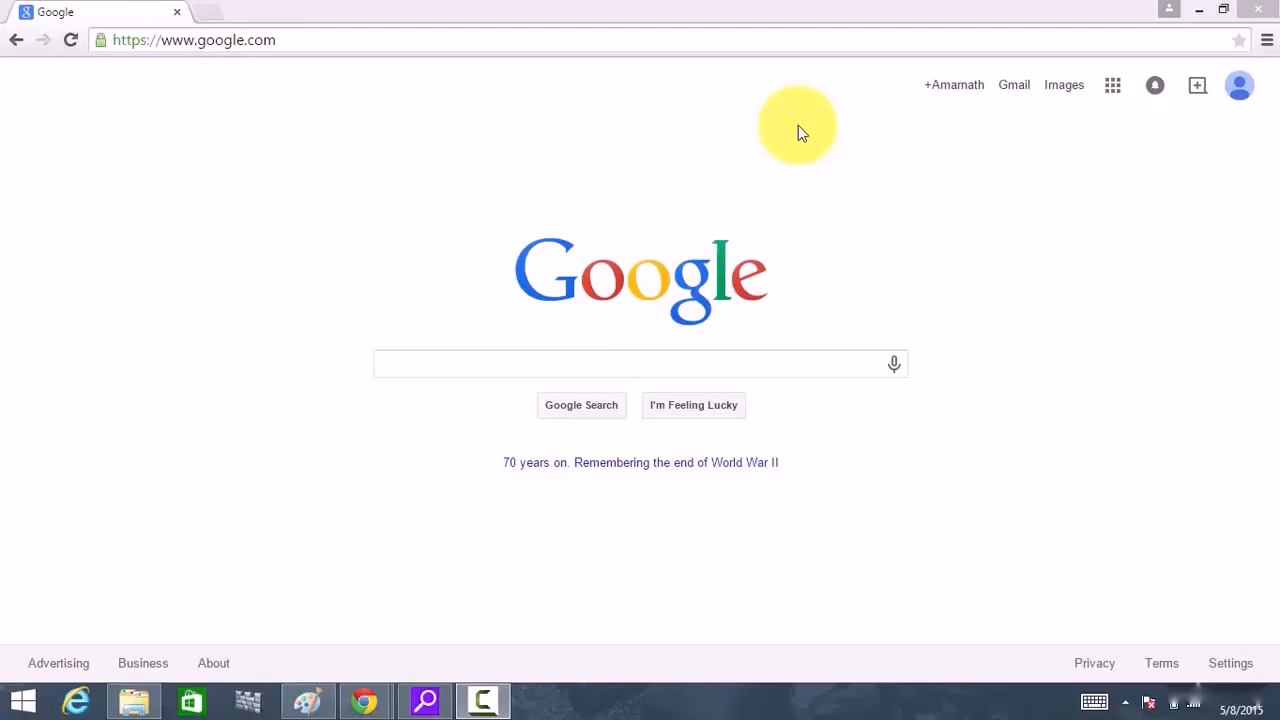 Google
https://www.google.com
+Amarnath Gmail Images
Google
Google Search I'm Feeling Lucky
70 years on. Remembering the end of World War II
Advertising Business About Privacy Terms Settings
5/8/2015